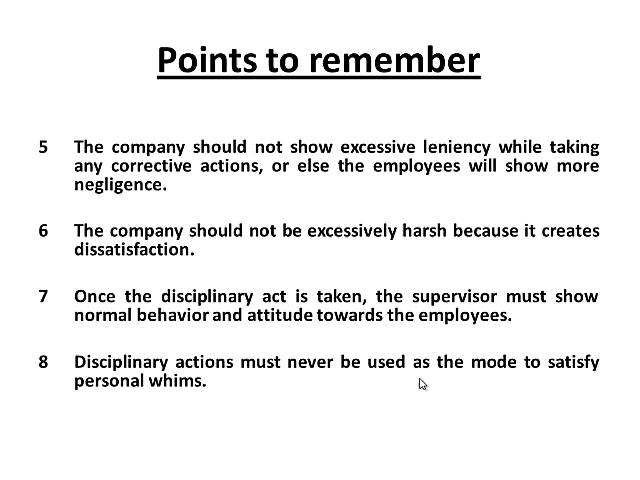 Points to remember
5 The company should not show excessive leniency while taking
any corrective actions, or else the employees will show more
negligence.
6 The company should not be excessively harsh because it creates
dissatisfaction.
7 Once the disciplinary act is taken, the supervisor must show
normal behavior and attitude towards the employees.
8 Disciplinary actions must never be used as the mode to satisfy
personal whims.